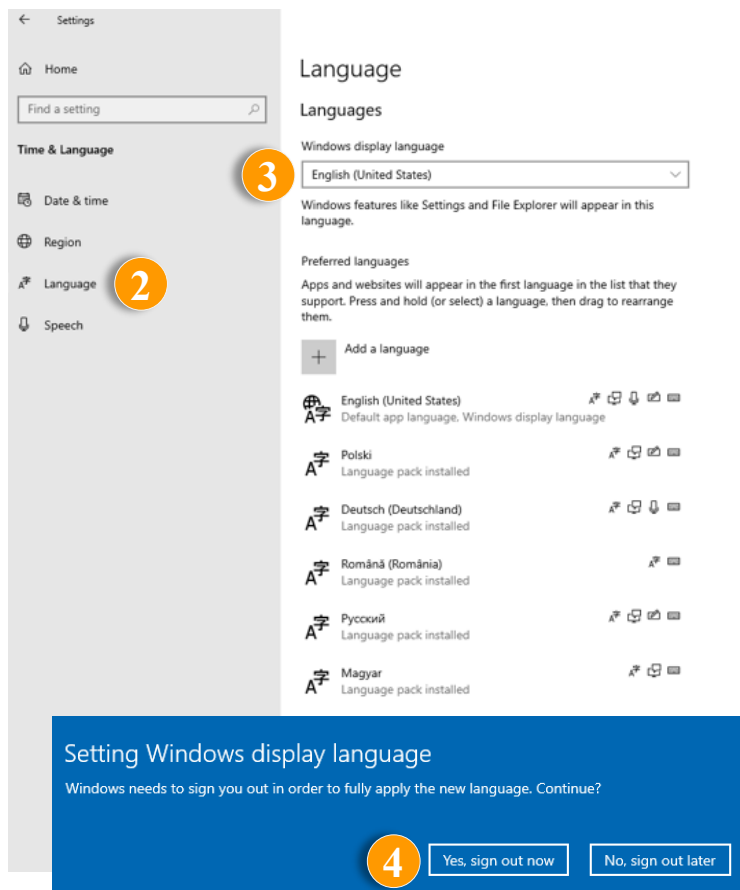 Settings
Home
Find a setting
Time & Language
Date & time
Region
Language
2
Speech
Language
Languages
Windows display language
3
English (United States)
Windows features like Settings and File Explorer will appear in this
language.
Preferred languages
Apps and websites will appear in the first language in the list that they
support. Press and hold (or select) a language, then drag to rearrange
them.
Add a language
English (United States)
Default app language, Windows display language
Polski
Language pack installed
Deutsch (Deutschland)
Language pack installed
Română (România)
Language pack installed
Русский
Language pack installed
Magyar
Language pack installed
Setting Windows display language
Windows needs to sign you out in order to fully apply the new language. Continue?
4
Yes, sign out now
No, sign out later